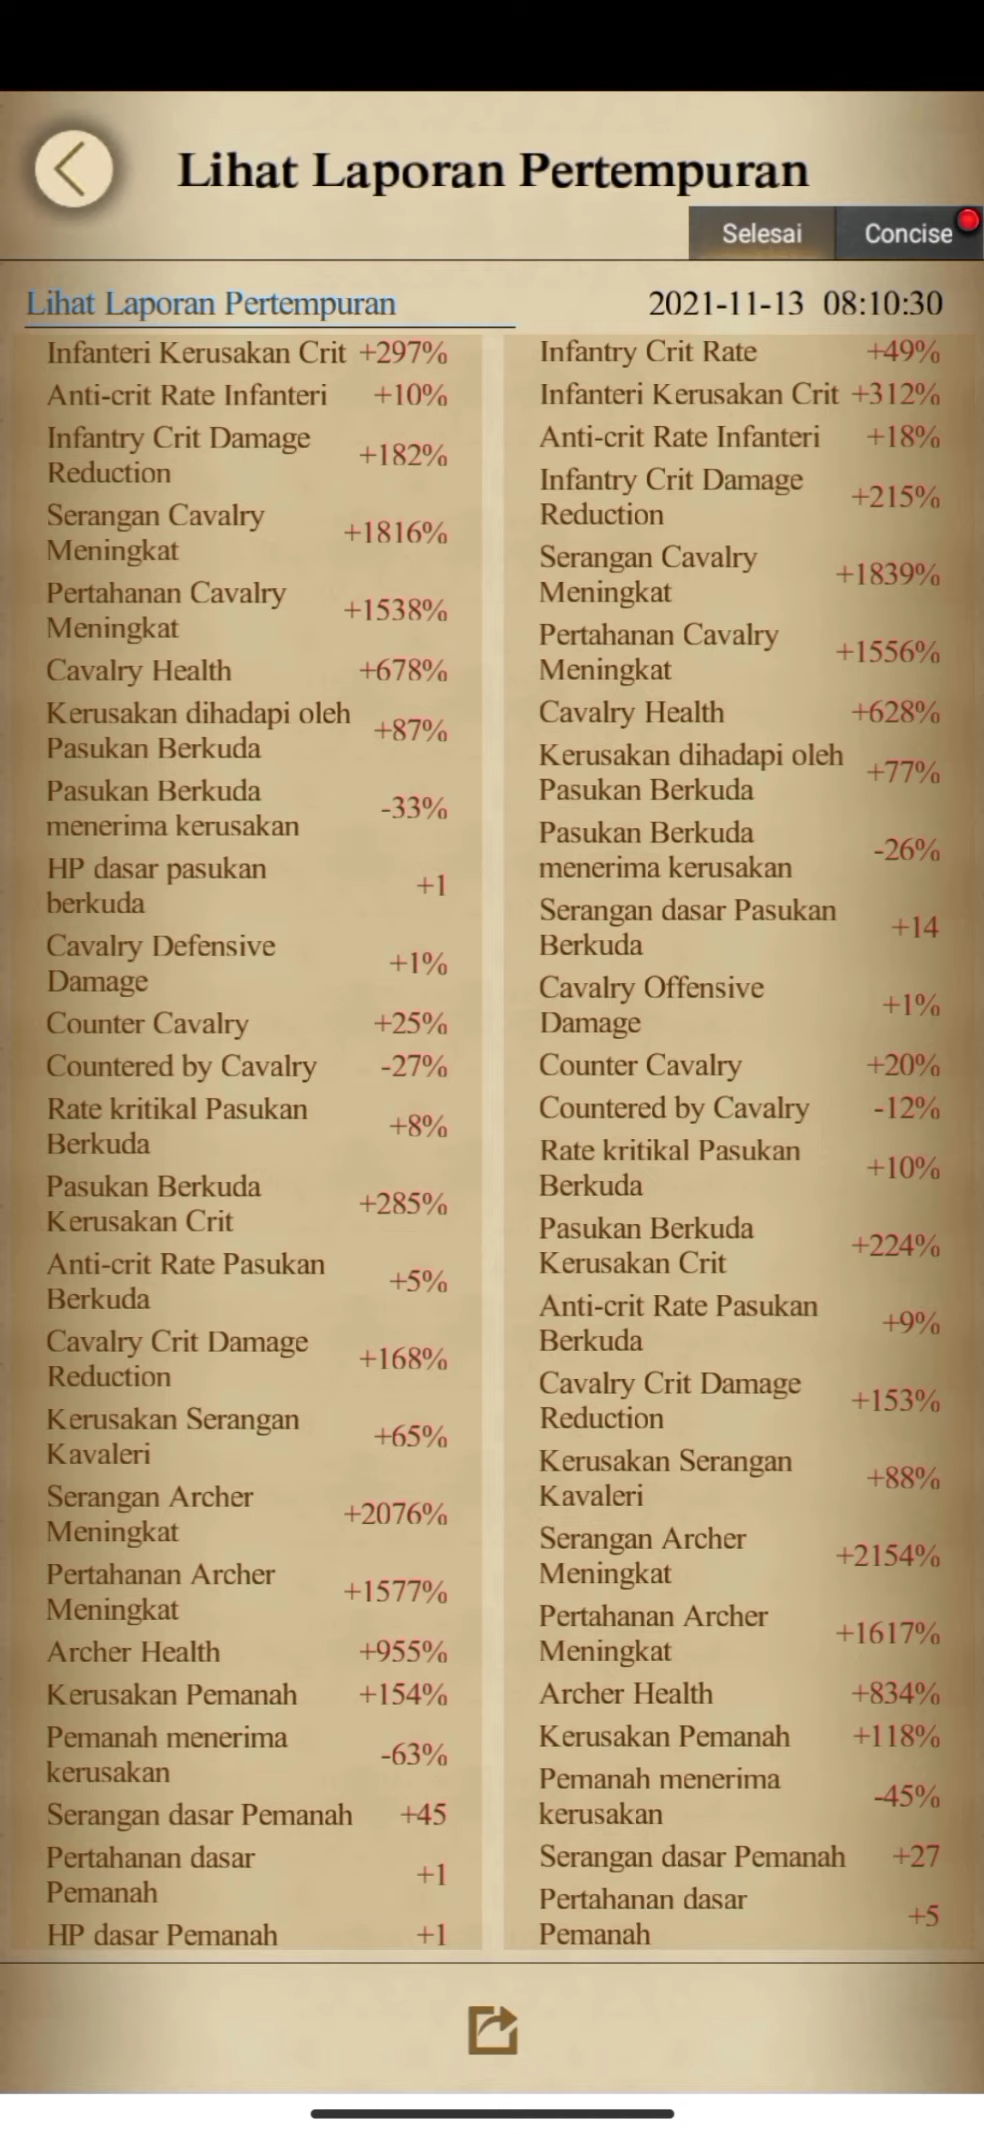 Lihat Laporan Pertempuran
Selesai
Concise
Lihat Laporan Pertempuran
2021-11-13 08:10:30
Infanteri Kerusakan Crit +297%
Anti-crit Rate Infanteri +10%
Infantry Crit Damage
Reduction +182%
Serangan Cavalry
Meningkat +1816%
Pertahanan Cavalry
Meningkat +1538%
Cavalry Health +678%
Kerusakan dihadapi oleh
Pasukan Berkuda +87%
Pasukan Berkuda
menerima kerusakan -33%
HP dasar pasukan
berkuda +1
Cavalry Defensive
Damage +1%
Counter Cavalry +25%
Countered by Cavalry -27%
Rate kritikal Pasukan
Berkuda +8%
Pasukan Berkuda
Kerusakan Crit +285%
Anti-crit Rate Pasukan
Berkuda +5%
Cavalry Crit Damage
Reduction +168%
Kerusakan Serangan
Kavaleri +65%
Serangan Archer
Meningkat +2076%
Pertahanan Archer
Meningkat +1577%
Archer Health +955%
Kerusakan Pemanah +154%
Pemanah menerima
kerusakan -63%
Serangan dasar Pemanah +45
Pertahanan dasar
Pemanah +1
HP dasar Pemanah +1
Infantry Crit Rate +49%
Infanteri Kerusakan Crit +312%
Anti-crit Rate Infanteri +18%
Infantry Crit Damage
Reduction +215%
Serangan Cavalry
Meningkat +1839%
Pertahanan Cavalry
Meningkat +1556%
Cavalry Health +628%
Kerusakan dihadapi oleh
Pasukan Berkuda +77%
Pasukan Berkuda
menerima kerusakan -26%
Serangan dasar Pasukan
Berkuda +14
Cavalry Offensive
Damage +1%
Counter Cavalry +20%
Countered by Cavalry -12%
Rate kritikal Pasukan
Berkuda +10%
Pasukan Berkuda
Kerusakan Crit +224%
Anti-crit Rate Pasukan
Berkuda +9%
Cavalry Crit Damage
Reduction +153%
Kerusakan Serangan
Kavaleri +88%
Serangan Archer
Meningkat +2154%
Pertahanan Archer
Meningkat +1617%
Archer Health +834%
Kerusakan Pemanah +118%
Pemanah menerima
kerusakan -45%
Serangan dasar Pemanah +27
Pertahanan dasar
Pemanah +5